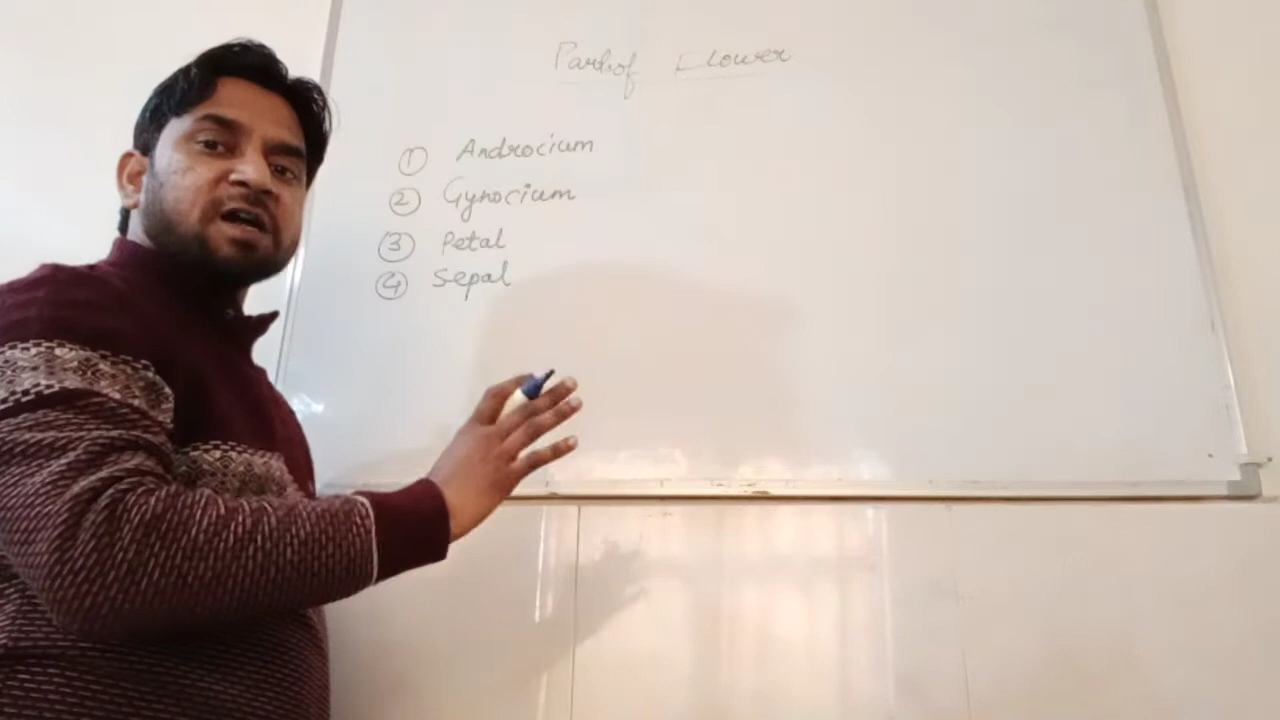 Part of Flower
① Androcium
② Gynocium
③ Petal
④ Sepal